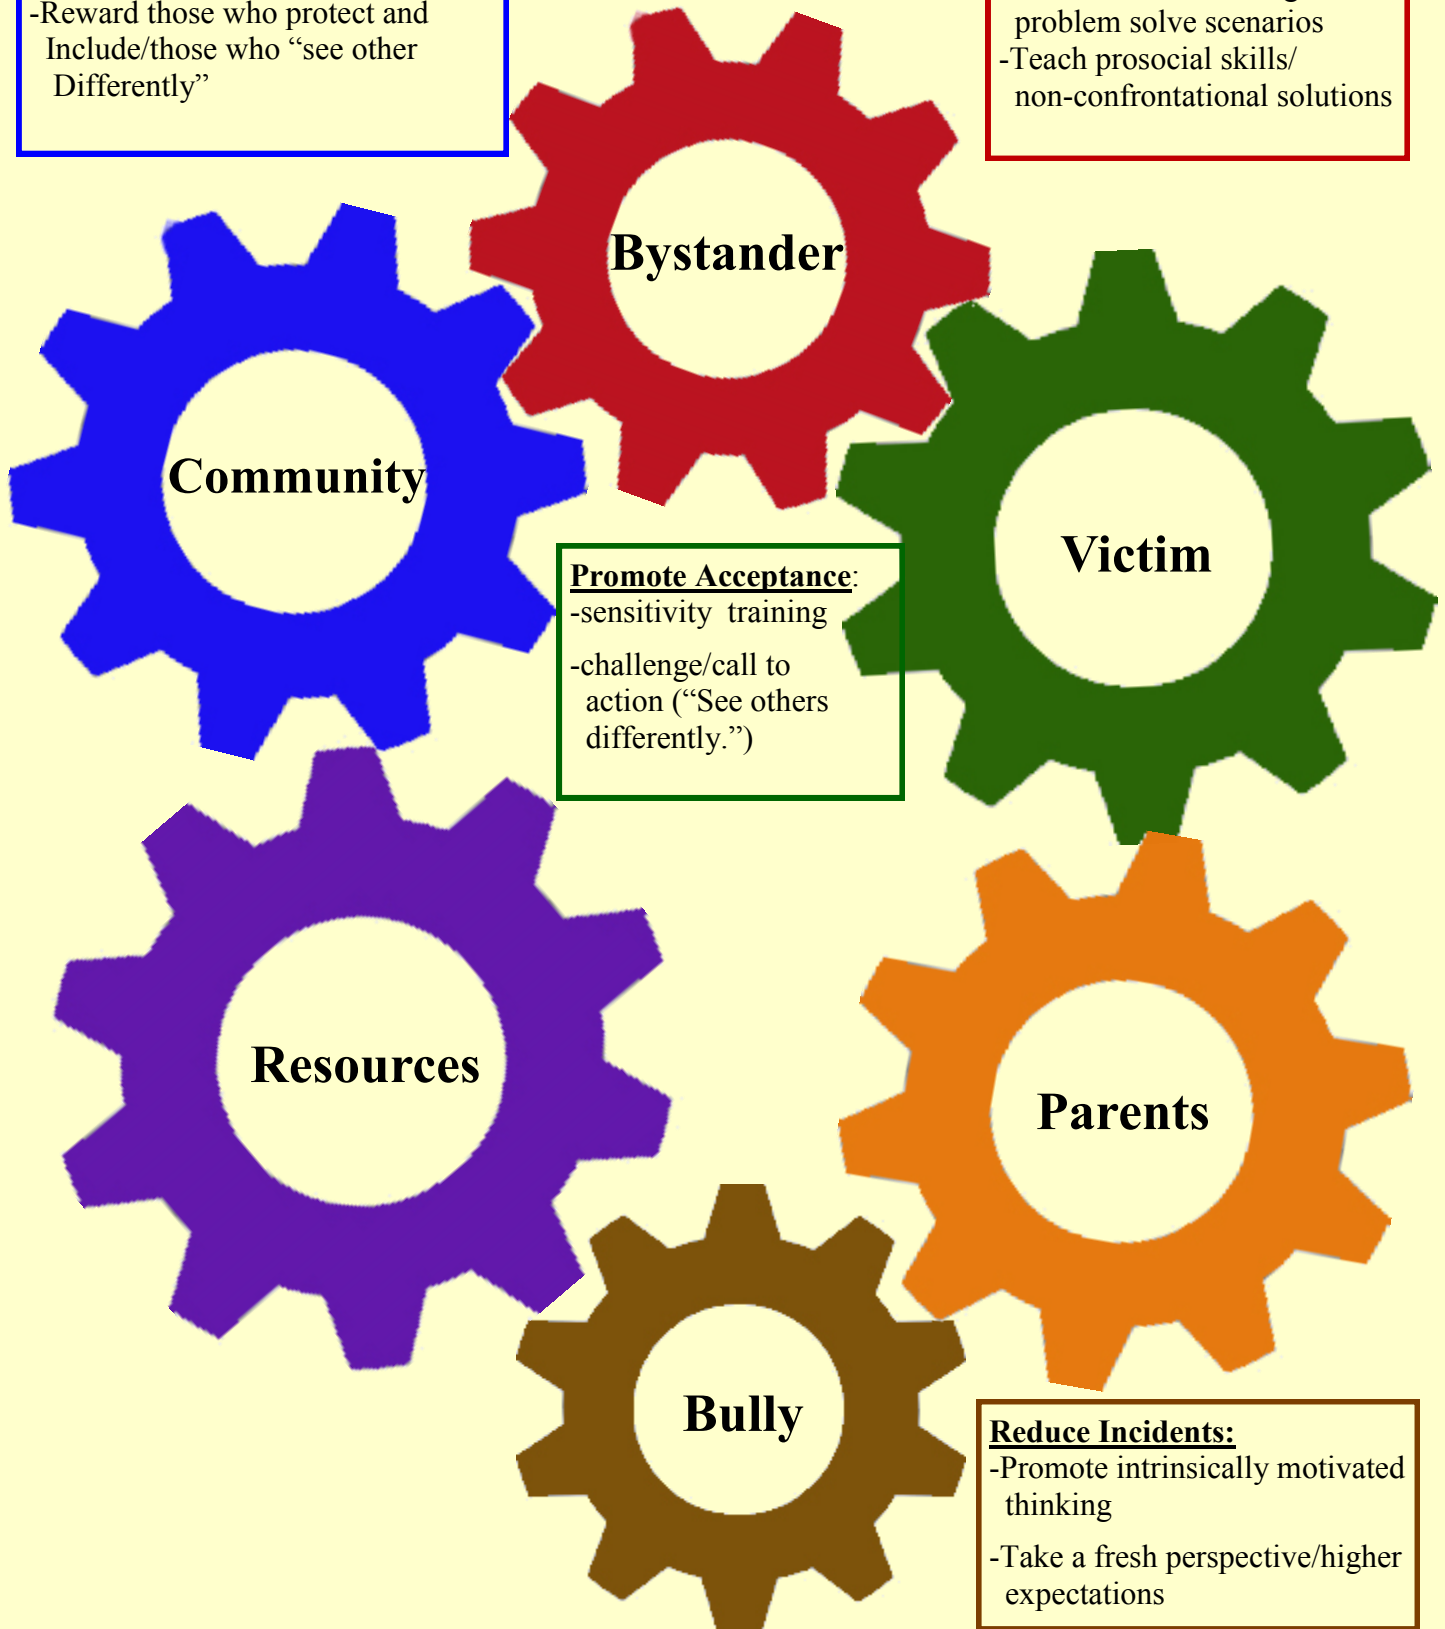 -Reward those who protect and
Include/those who “see other
Differently”
problem solve scenarios
-Teach prosocial skills/
non-confrontational solutions
Bystander
Community
Victim
Promote Acceptance:
-sensitivity  training
-challenge/call to
action (“See others
differently.”)
Resources
Parents
Bully
Reduce Incidents:
-Promote intrinsically motivated
thinking
-Take a fresh perspective/higher
expectations